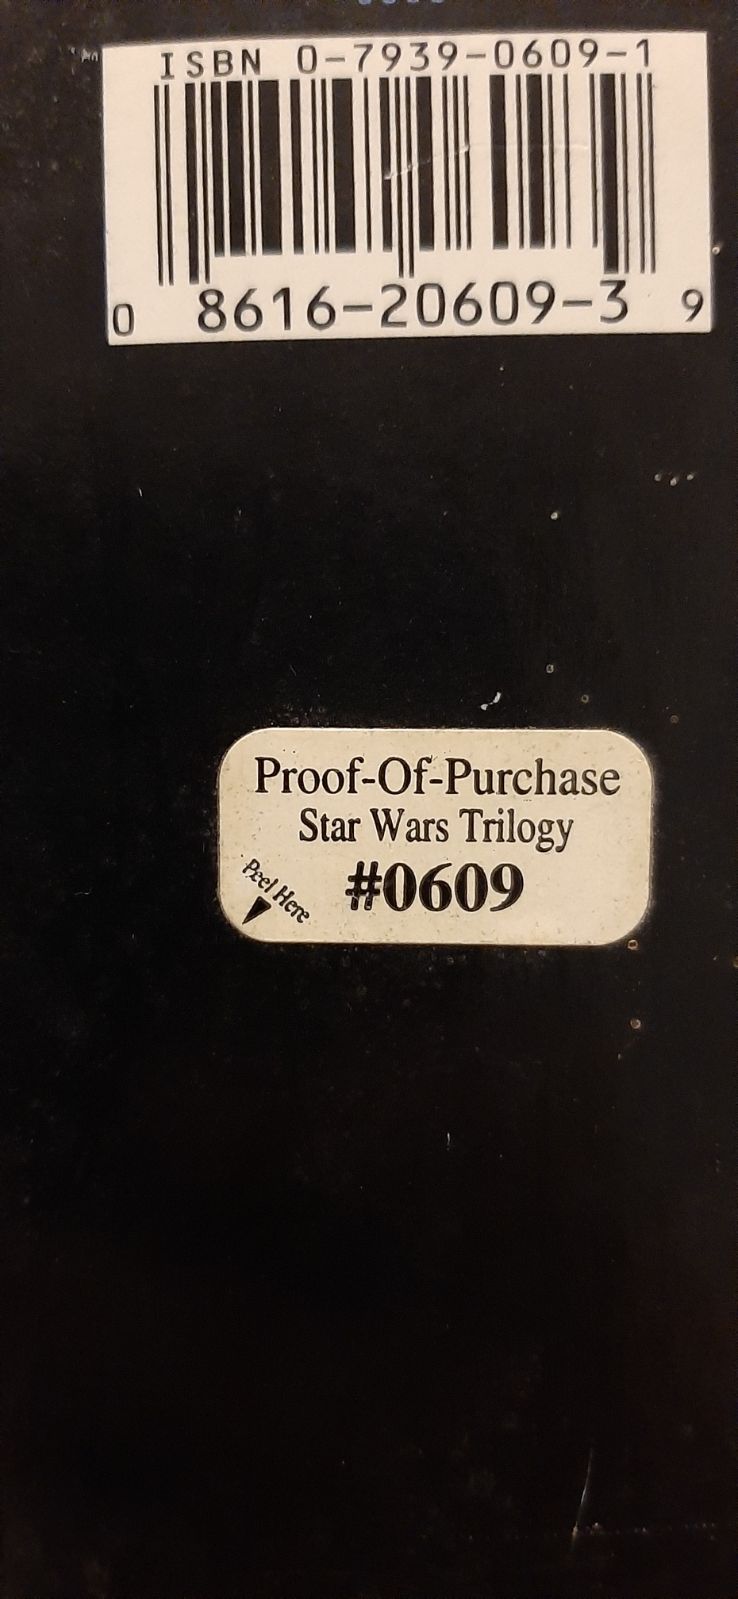 ISBN 0-7939-0609-1
0 8616-20609-3 9
Proof-Of-Purchase
Star Wars Trilogy
#0609
Peel Here